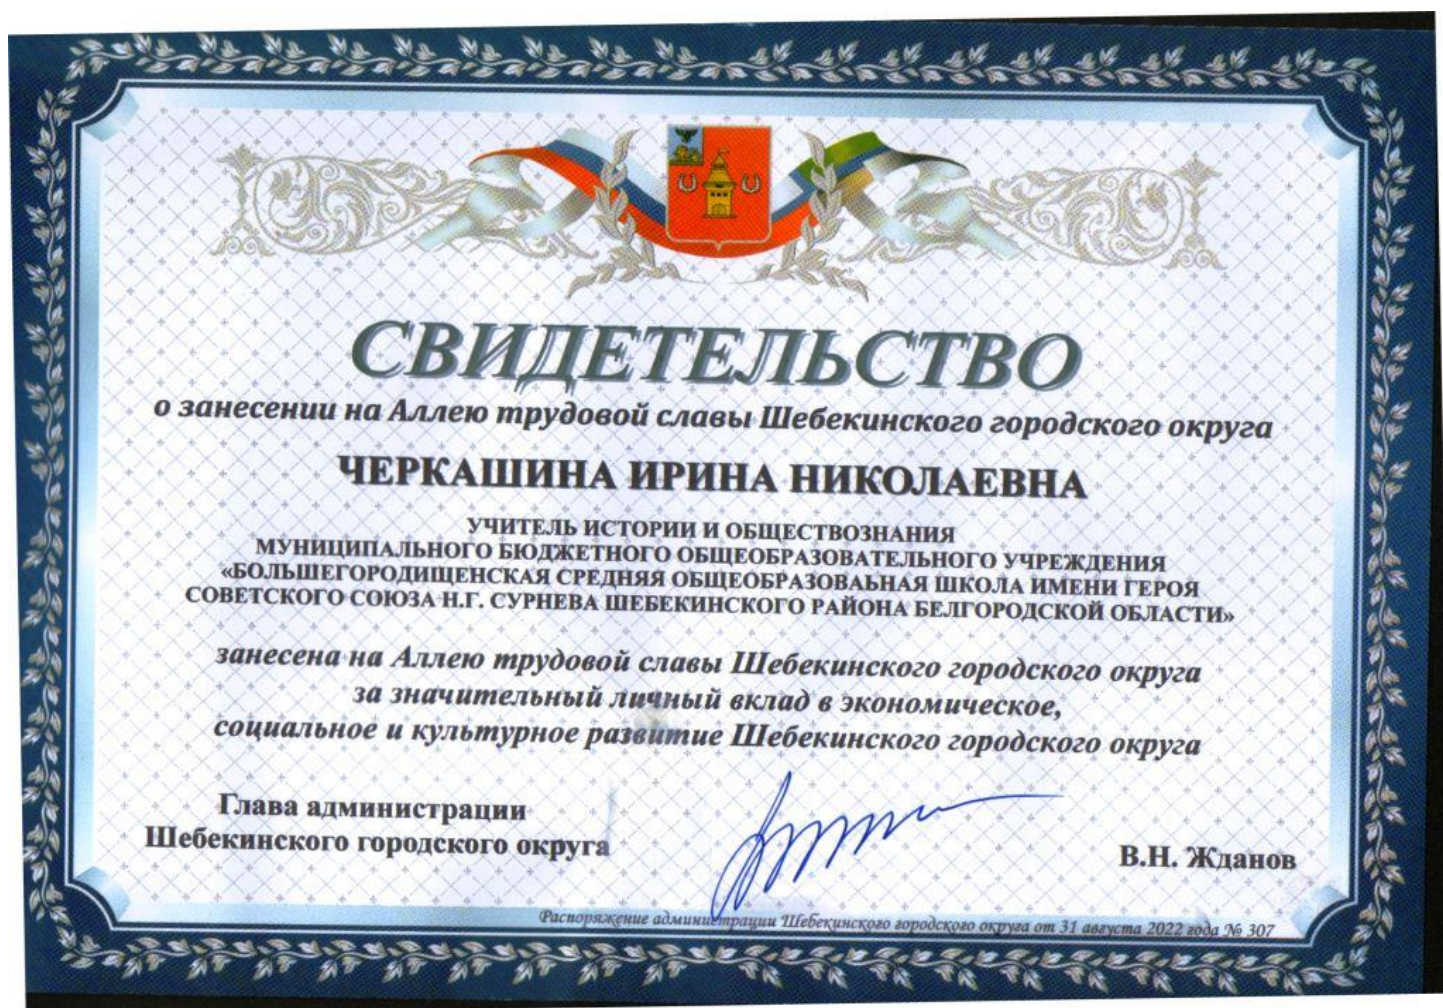 СВИДЕТЕЛЬСТВО
о занесении на Аллею трудовой славы Шебекинского городского округа
ЧЕРКАШИНА ИРИНА НИКОЛАЕВНА
УЧИТЕЛЬ ИСТОРИИ И ОБЩЕСТВОЗНАНИЯ
МУНИЦИПАЛЬНОГО БЮДЖЕТНОГО ОБЩЕОБРАЗОВАТЕЛЬНОГО УЧРЕЖДЕНИЯ
«БОЛЬШЕГОРОДИЩЕНСКАЯ СРЕДНЯЯ ОБЩЕОБРАЗОВАЬНАЯ ШКОЛА ИМЕНИ ГЕРОЯ
СОВЕТСКОГО СОЮЗА Н.Г. СУРНЕВА ШЕБЕКИНСКОГО РАЙОНА БЕЛГОРОДСКОЙ ОБЛАСТИ»
занесена на Аллею трудовой славы Шебекинского городского округа
за значительный личный вклад в экономическое,
социальное и культурное развитие Шебекинского городского округа
Глава администрации
Шебекинского городского округа
В.Н. Жданов
Распоряжение администрации Шебекинского городского округа от 31 августа 2022 года № 307